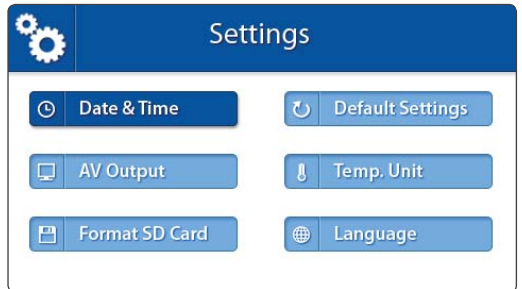 Settings
Date & Time
Default Settings
AV Output
Temp. Unit
Format SD Card
Language